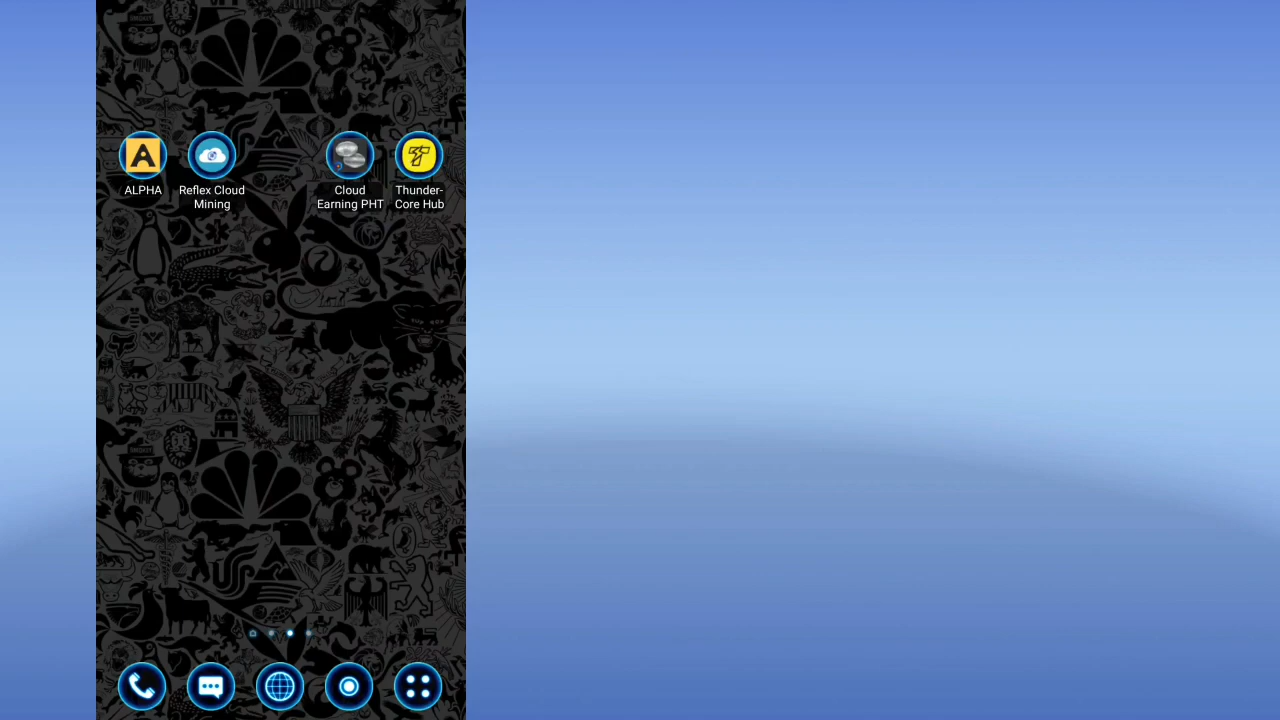 ALPHA
Reflex Cloud
Mining
Cloud
Earning PHT
Thunder-
Core Hub